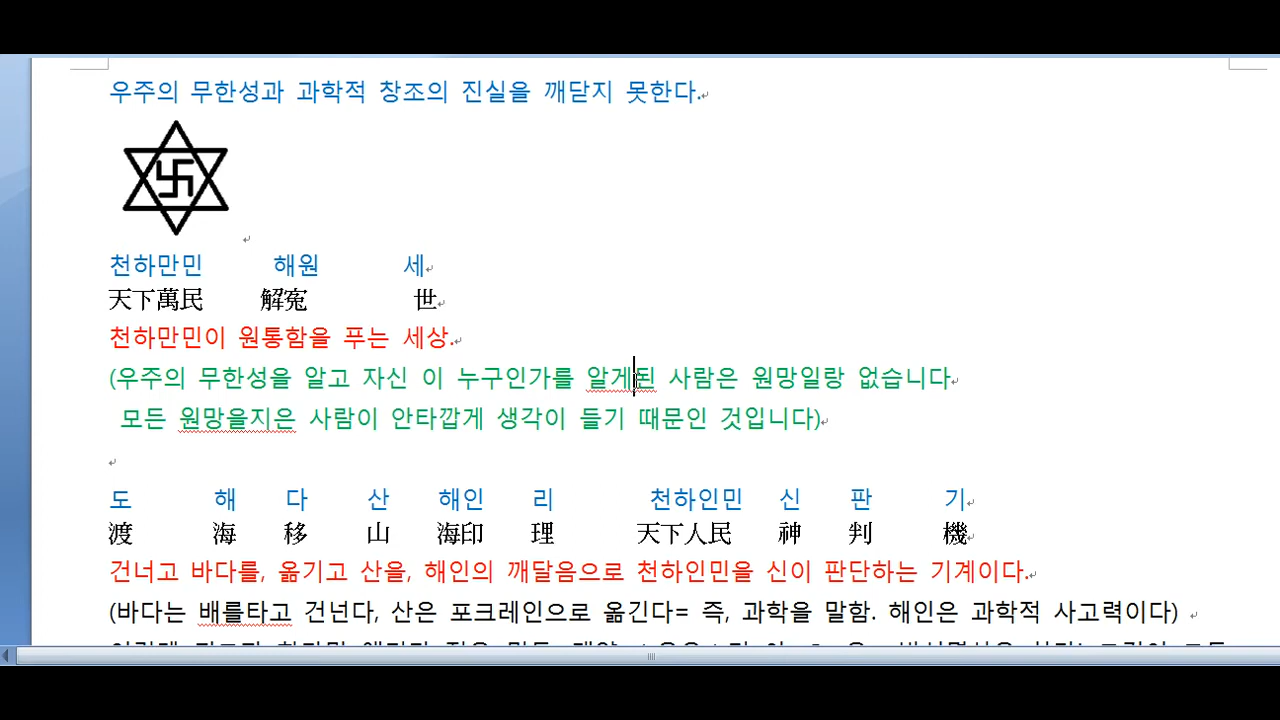 우주의 무한성과 과학적 창조의 진실을 깨닫지 못한다.
천하만민 해원 세
天下萬民 解寃 世
천하만민이 원통함을 푸는 세상.
(우주의 무한성을 알고 자신 이 누구인가를 알게된 사람은 원망일랑 없습니다
모든 원망을지은 사람이 안타깝게 생각이 들기 때문인 것입니다)
도 해 다 산 해인 리 천하인민 신 판 기
渡 海 移 山 海印 理 天下人民 神 判 機
건너고 바다를, 옮기고 산을, 해인의 깨달음으로 천하인민을 신이 판단하는 기계이다.
(바다는 배를타고 건넌다, 산은 포크레인으로 옮긴다= 즉, 과학을 말함. 해인은 과학적 사고력이다)